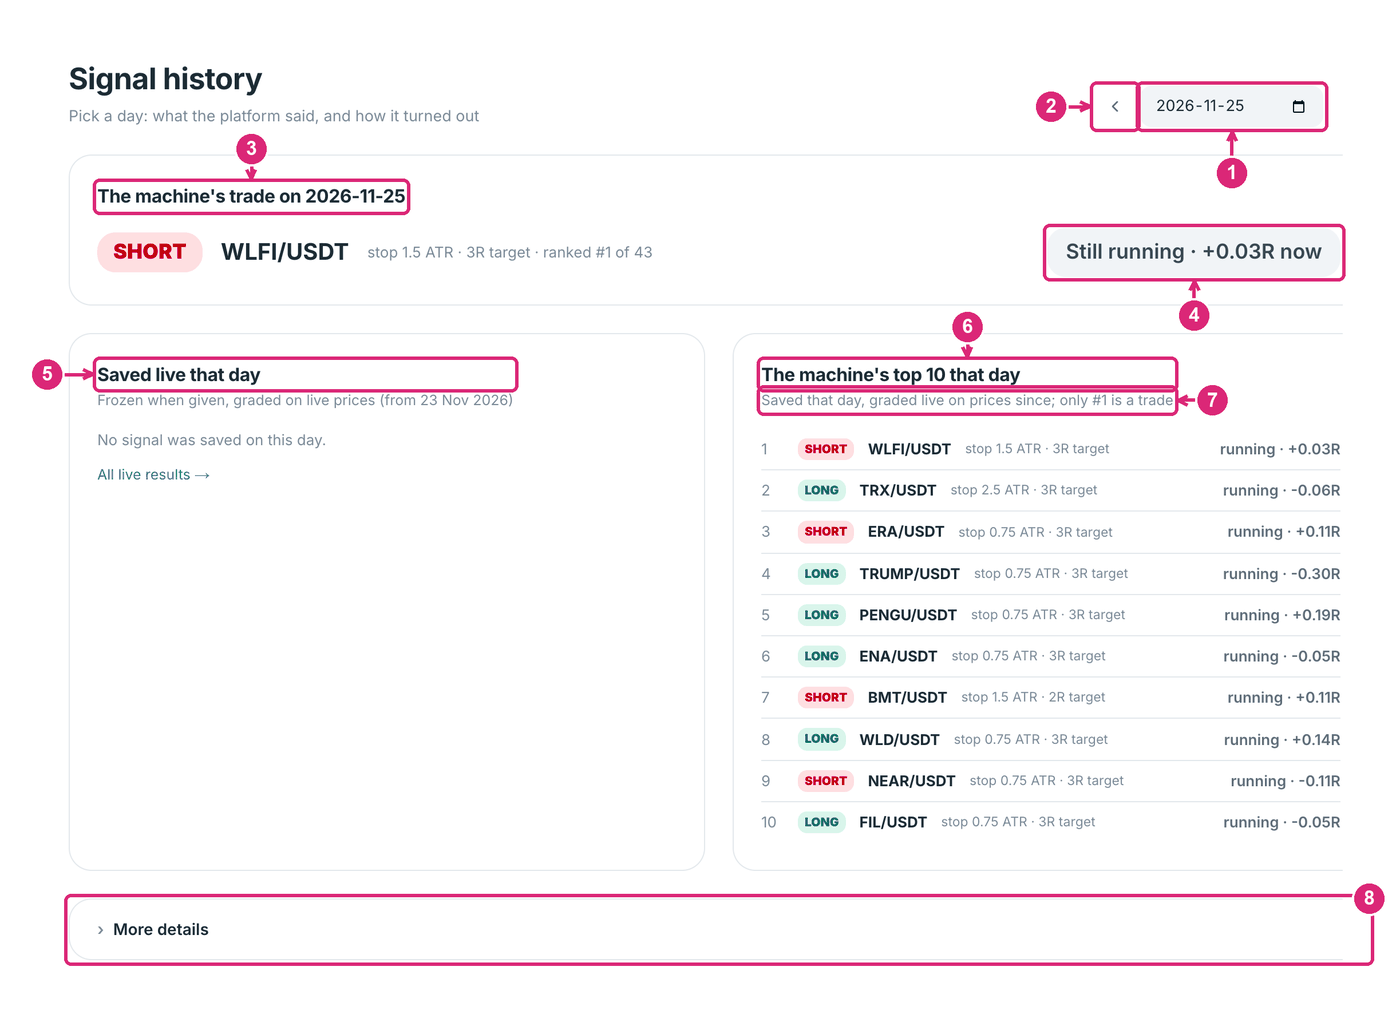 Signal history
Pick a day: what the platform said, and how it turned out
2
2026-11-25
1
3
The machine's trade on 2026-11-25
SHORT WLFI/USDT stop 1.5 ATR · 3R target · ranked #1 of 43
Still running · +0.03R now
4
5
Saved live that day
Frozen when given, graded on live prices (from 23 Nov 2026)
No signal was saved on this day.
All live results →
6
The machine's top 10 that day
Saved that day, graded live on prices since; only #1 is a trade
7
1 SHORT WLFI/USDT stop 1.5 ATR · 3R target running · +0.03R
2 LONG TRX/USDT stop 2.5 ATR · 3R target running · -0.06R
3 SHORT ERA/USDT stop 0.75 ATR · 3R target running · +0.11R
4 LONG TRUMP/USDT stop 0.75 ATR · 3R target running · -0.30R
5 LONG PENGU/USDT stop 0.75 ATR · 3R target running · +0.19R
6 LONG ENA/USDT stop 0.75 ATR · 3R target running · -0.05R
7 SHORT BMT/USDT stop 1.5 ATR · 2R target running · +0.11R
8 LONG WLD/USDT stop 0.75 ATR · 3R target running · +0.14R
9 SHORT NEAR/USDT stop 0.75 ATR · 3R target running · -0.11R
10 LONG FIL/USDT stop 0.75 ATR · 3R target running · -0.05R
8
› More details